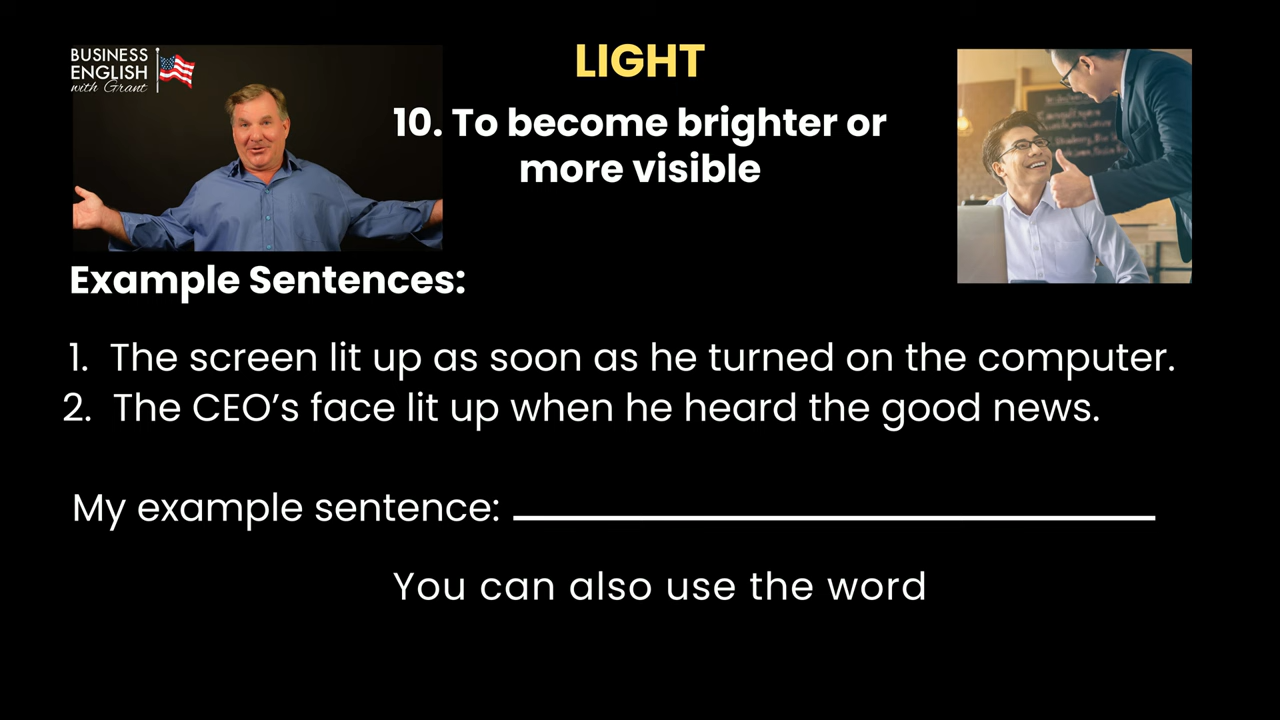 BUSINESS
ENGLISH
with Grant
LIGHT
10. To become brighter or
more visible
Example Sentences:
1. The screen lit up as soon as he turned on the computer.
2. The CEO’s face lit up when he heard the good news.
My example sentence:
You can also use the word